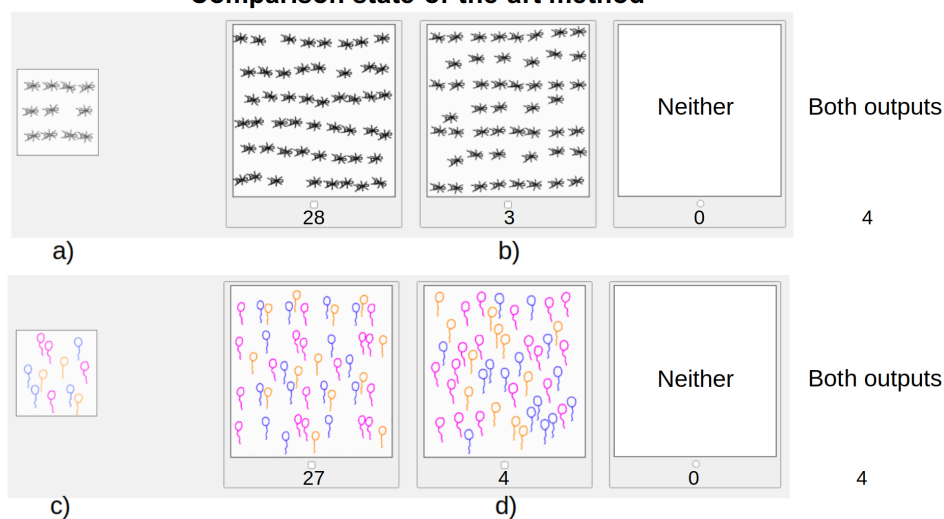 Comparison state-of-the-art method
Neither
Both outputs
28
3
0
4
a)
b)
Neither
Both outputs
27
4
0
4
c)
d)